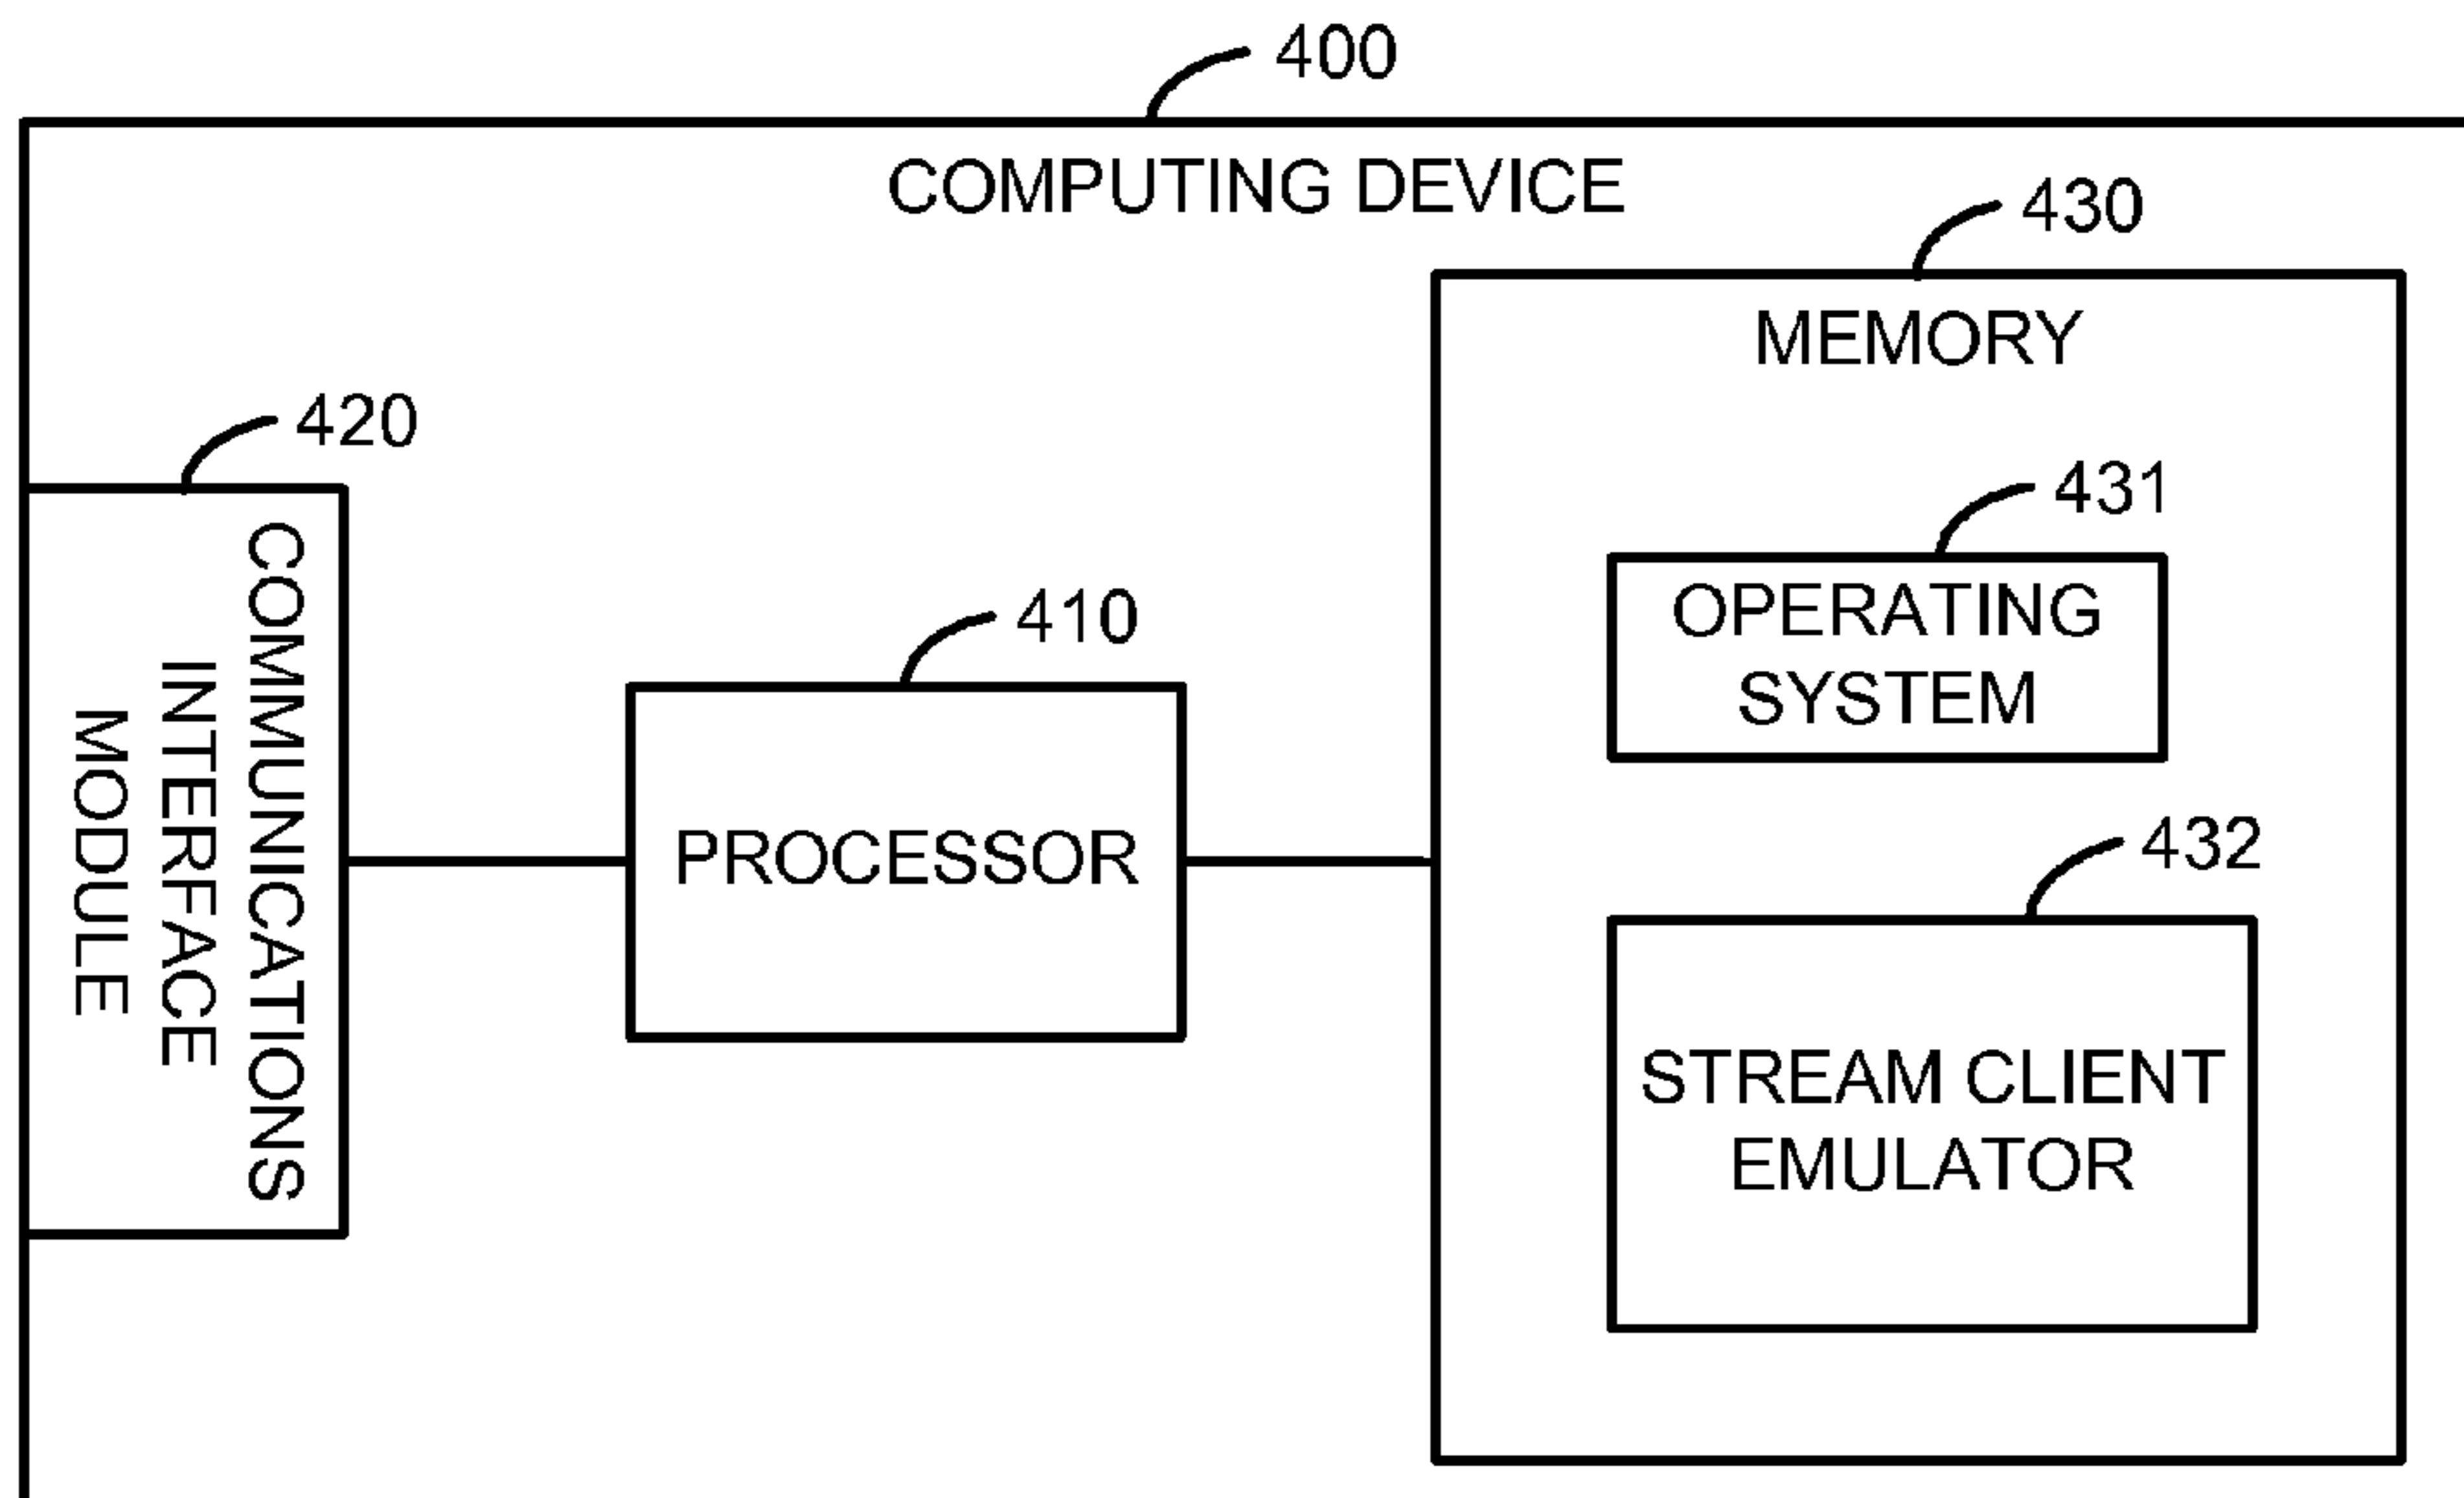 400
COMPUTING DEVICE
430
MEMORY
420
COMMUNICATIONS
INTERFACE
MODULE
410
PROCESSOR
431
OPERATING
SYSTEM
432
STREAM CLIENT
EMULATOR